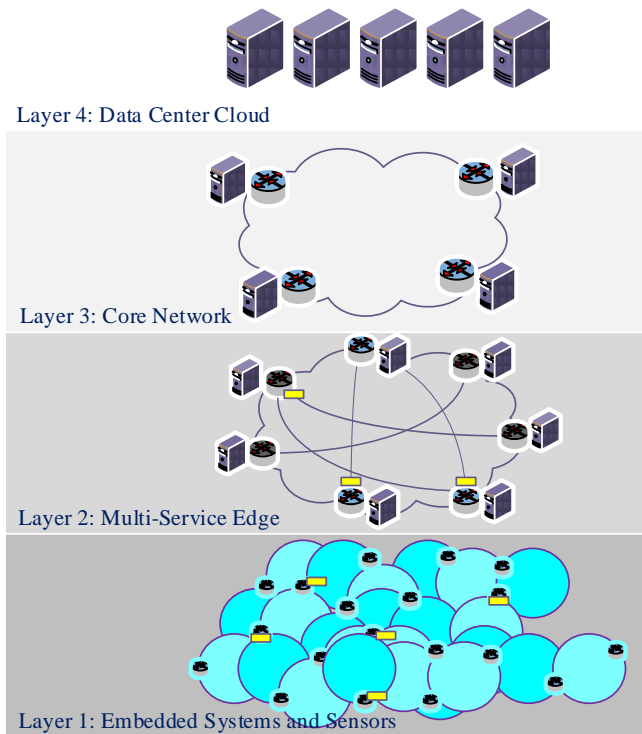 Layer 4: Data Center Cloud
Layer 3: Core Network
Layer 2: Multi-Service Edge
Layer 1: Embedded Systems and Sensors